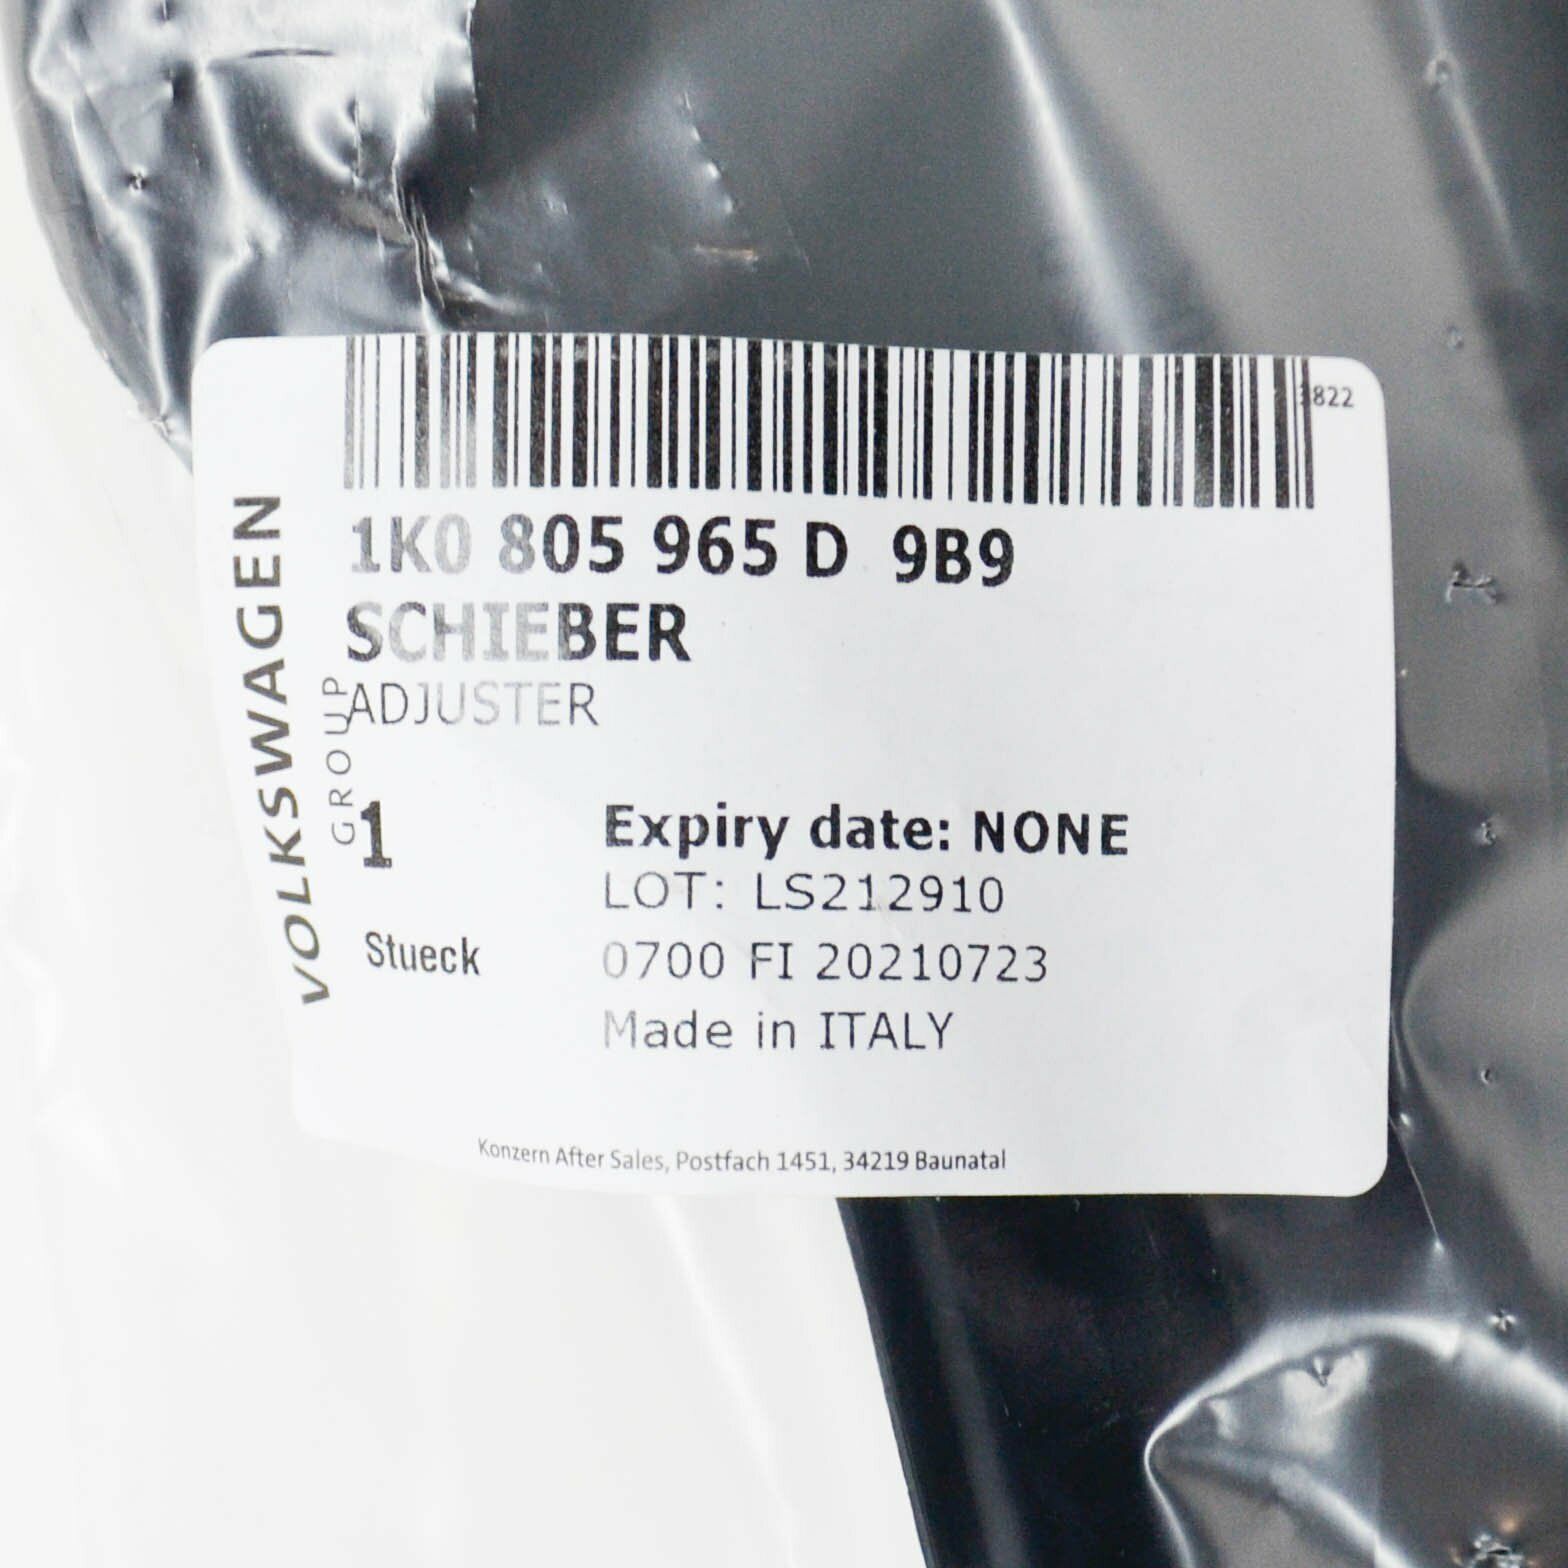 822
1K0 805 965 D 9B9
SCHIEBER
ADJUSTER
VOLKSWAGEN
GROUP
1
Stueck
Expiry date: NONE
LOT: LS212910
0700 FI 20210723
Made in ITALY
Konzern After Sales, Postfach 1451, 34219 Baunatal